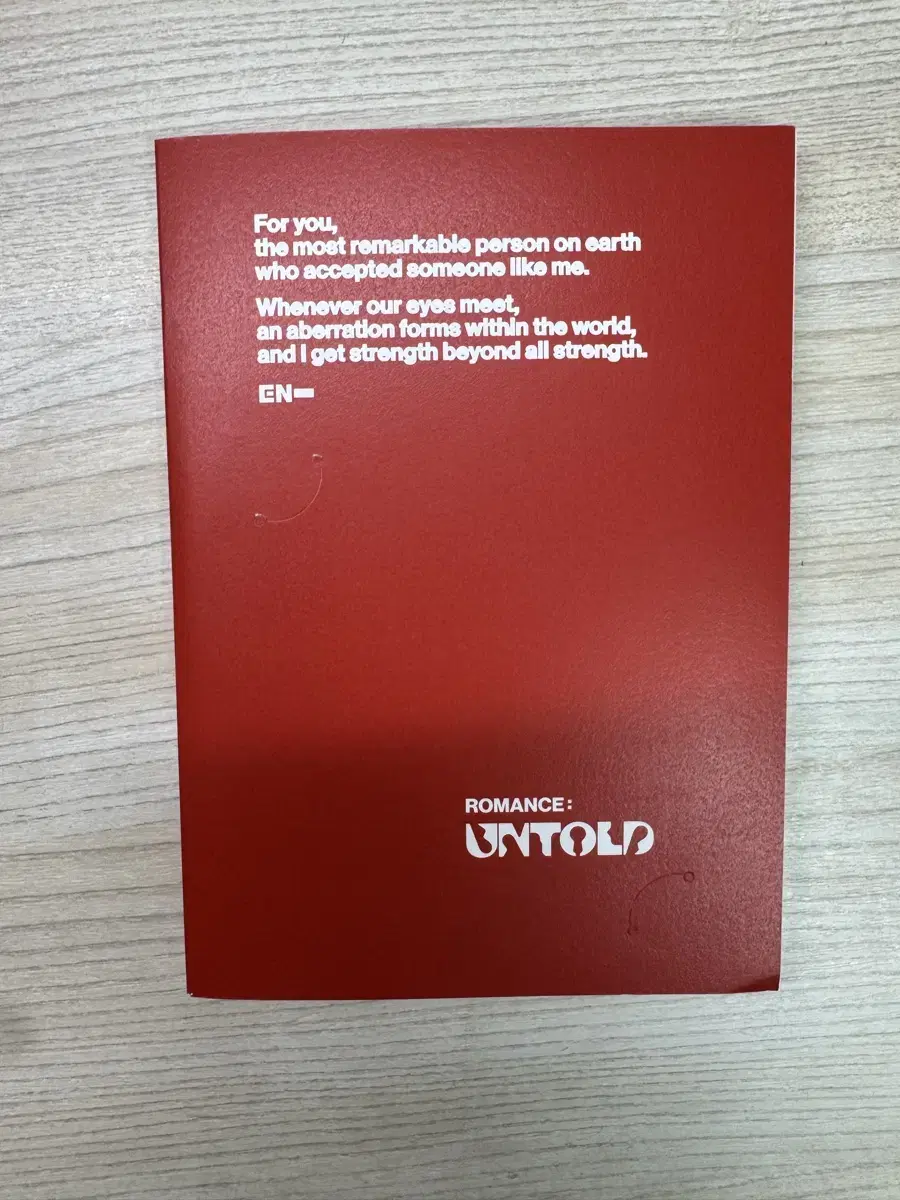 For you,
the most remarkable person on earth
who accepted someone like me.
Whenever our eyes meet,
an aberration forms within the world,
and I get strength beyond all strength.
EN-
ROMANCE:
UNTOLD